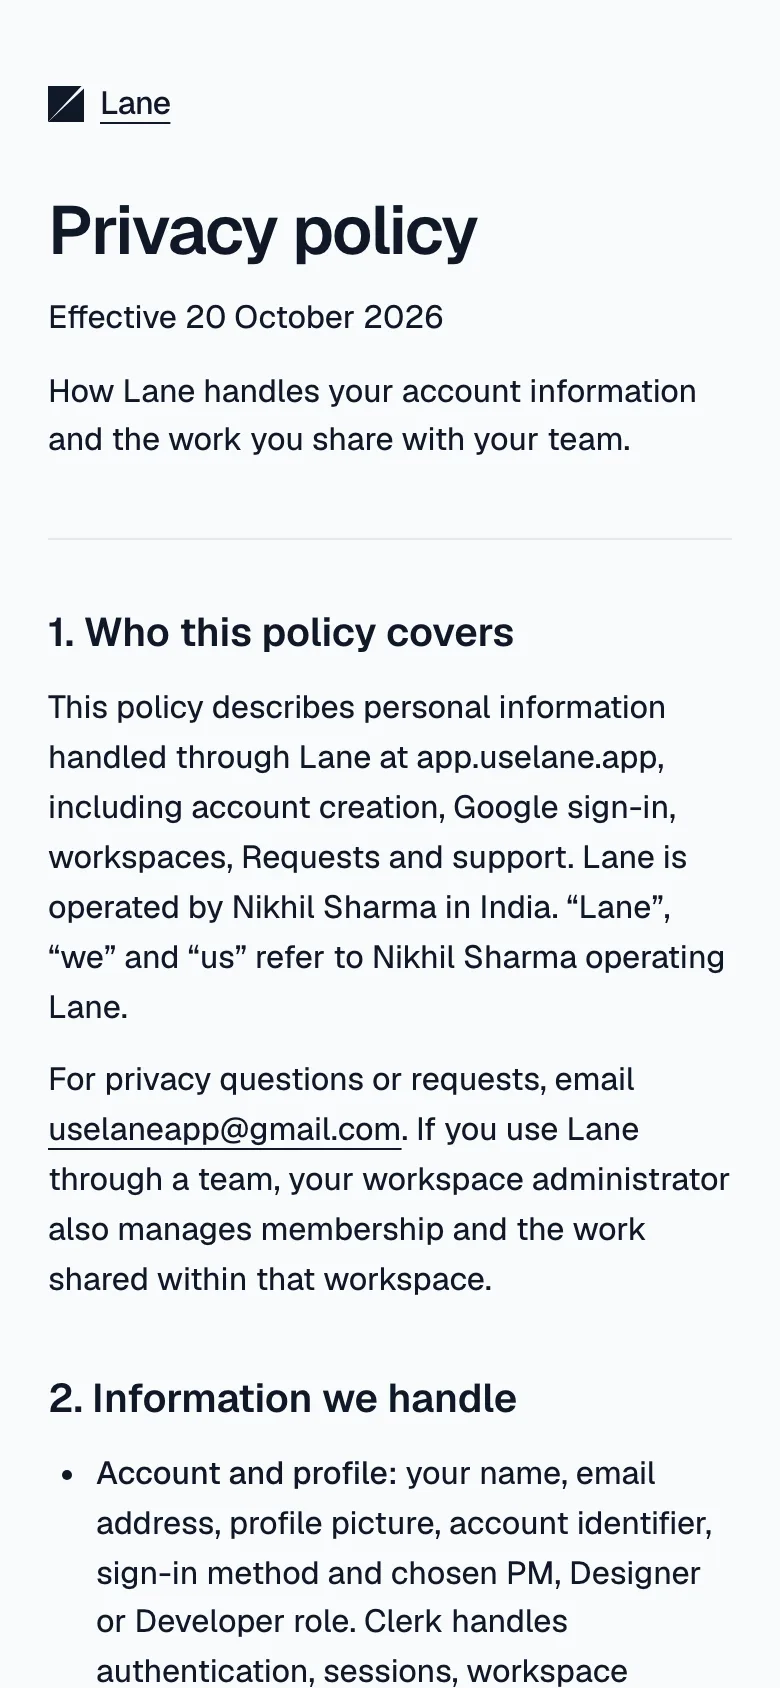 Lane
Privacy policy
Effective 20 October 2026
How Lane handles your account information
and the work you share with your team.
1. Who this policy covers
This policy describes personal information
handled through Lane at app.uselane.app,
including account creation, Google sign-in,
workspaces, Requests and support. Lane is
operated by Nikhil Sharma in India. “Lane”,
“we” and “us” refer to Nikhil Sharma operating
Lane.
For privacy questions or requests, email
uselaneapp@gmail.com. If you use Lane
through a team, your workspace administrator
also manages membership and the work
shared within that workspace.
2. Information we handle
• Account and profile: your name, email
address, profile picture, account identifier,
sign-in method and chosen PM, Designer
or Developer role. Clerk handles
authentication, sessions, workspace